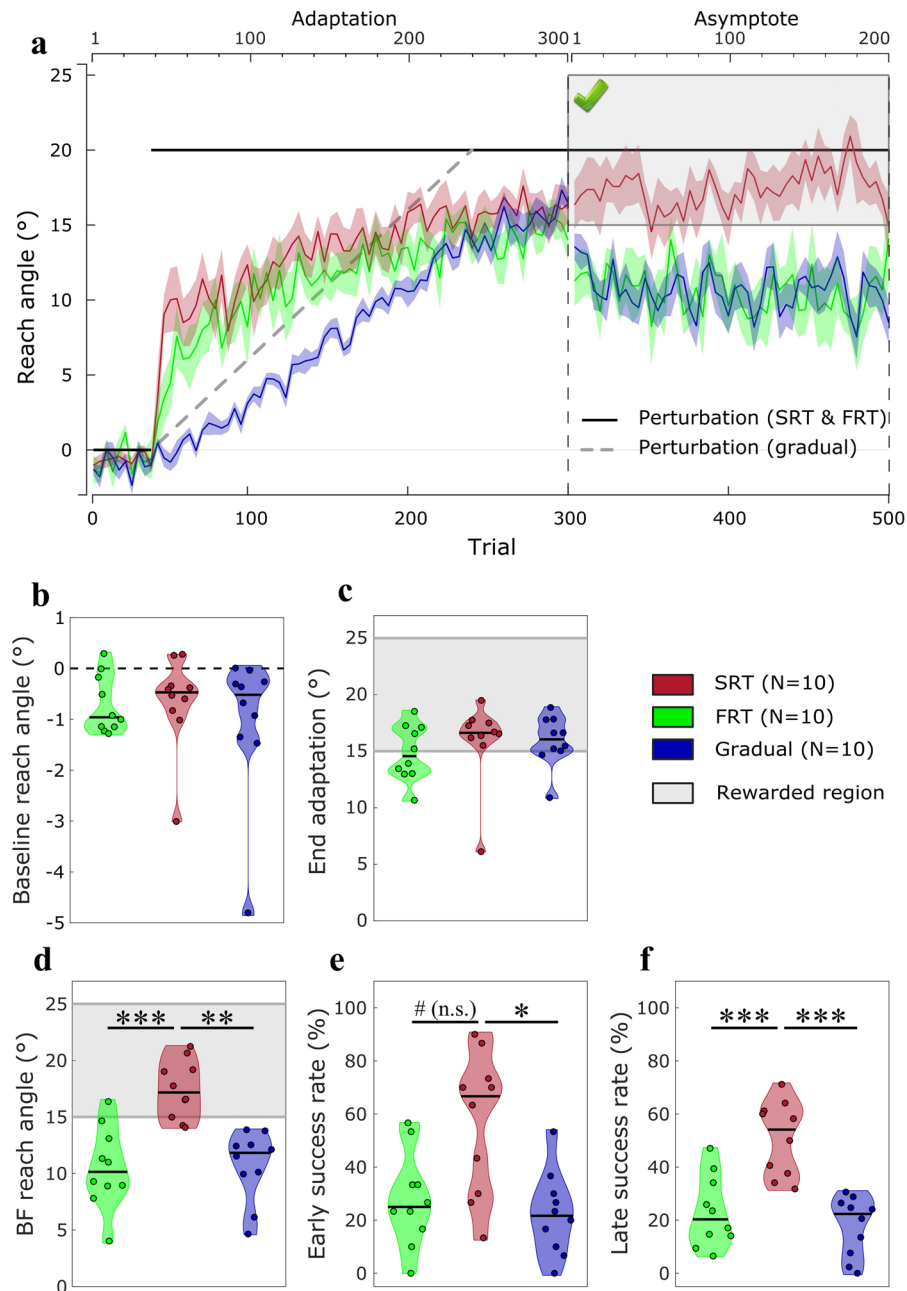 Adaptation
Asymptote
1 100 200 300 1 100 200
a
Reach angle (°)
25
20
15
10
5
0
Perturbation (SRT & FRT)
Perturbation (gradual)
0 100 200 300 400 500
Trial
b
Baseline reach angle (°)
1
0
-1
-2
-3
-4
-5
c
End adaptation (°)
25
20
15
10
5
0
SRT (N=10)
FRT (N=10)
Gradual (N=10)
Rewarded region
d
BF reach angle (°)
25
20
15
10
5
0
*** **
e
Early success rate (%)
100
80
60
40
20
0
# (n.s.) *
f
Late success rate (%)
100
80
60
40
20
0
*** ***